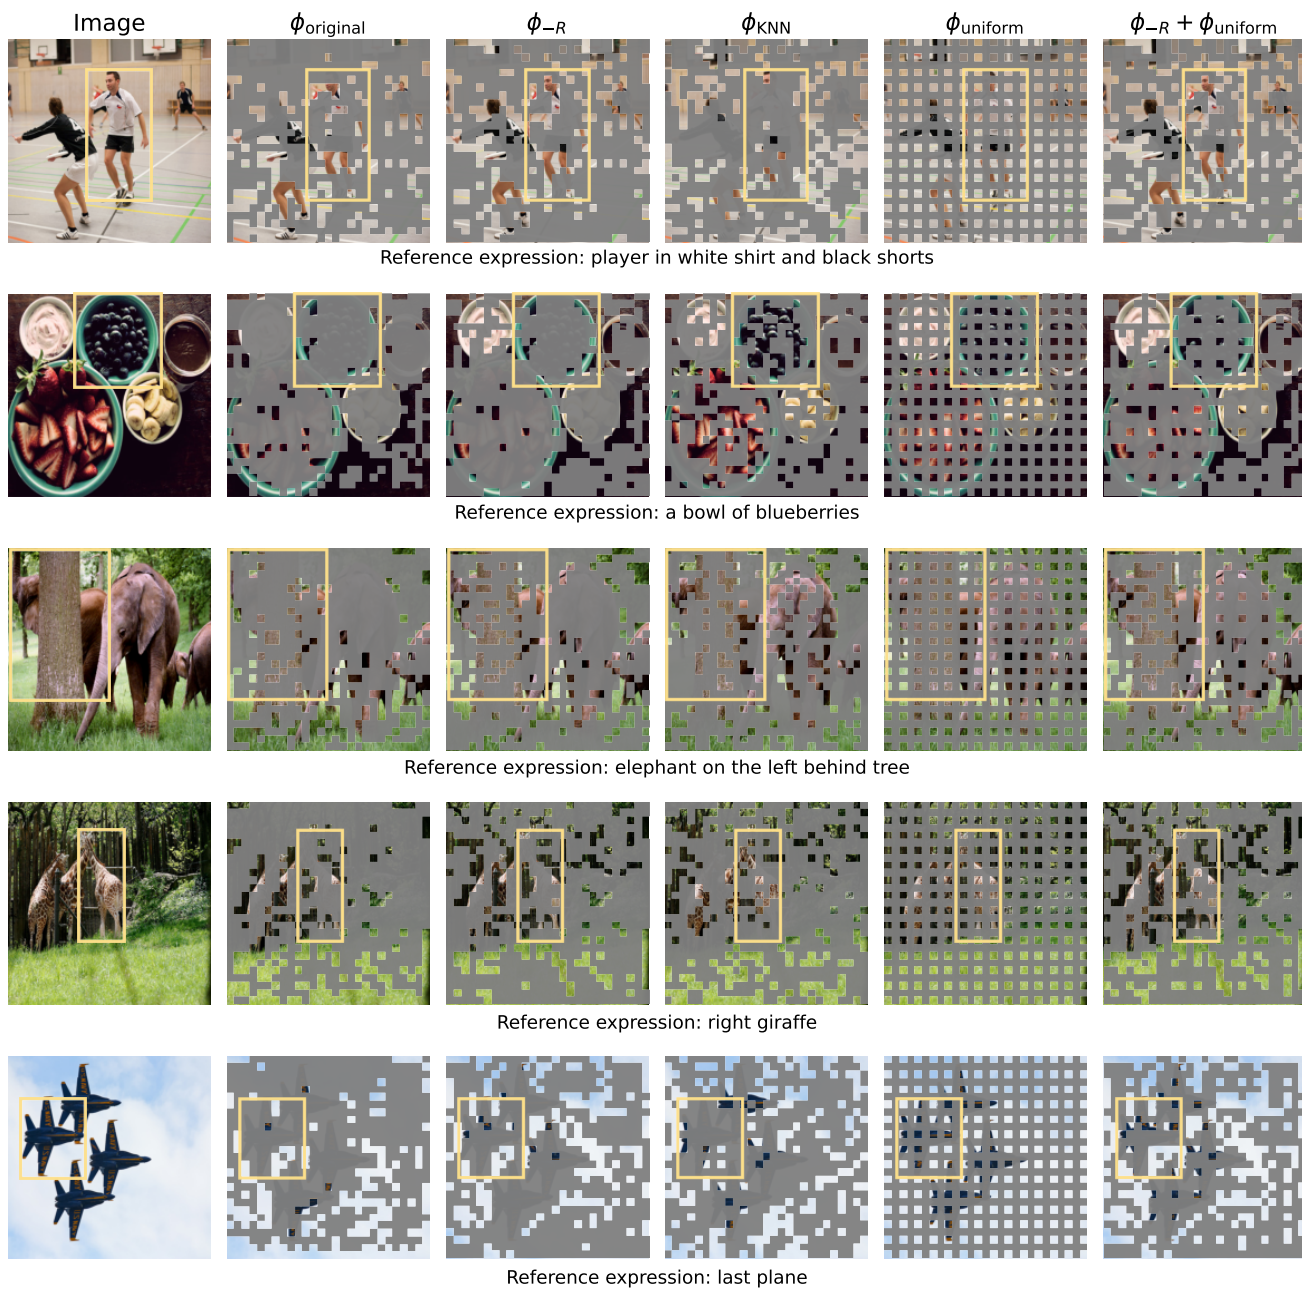 Image ϕoriginal ϕ−R ϕKNN ϕuniform ϕ−R + ϕuniform
Reference expression: player in white shirt and black shorts
Reference expression: a bowl of blueberries
Reference expression: elephant on the left behind tree
Reference expression: right giraffe
Reference expression: last plane